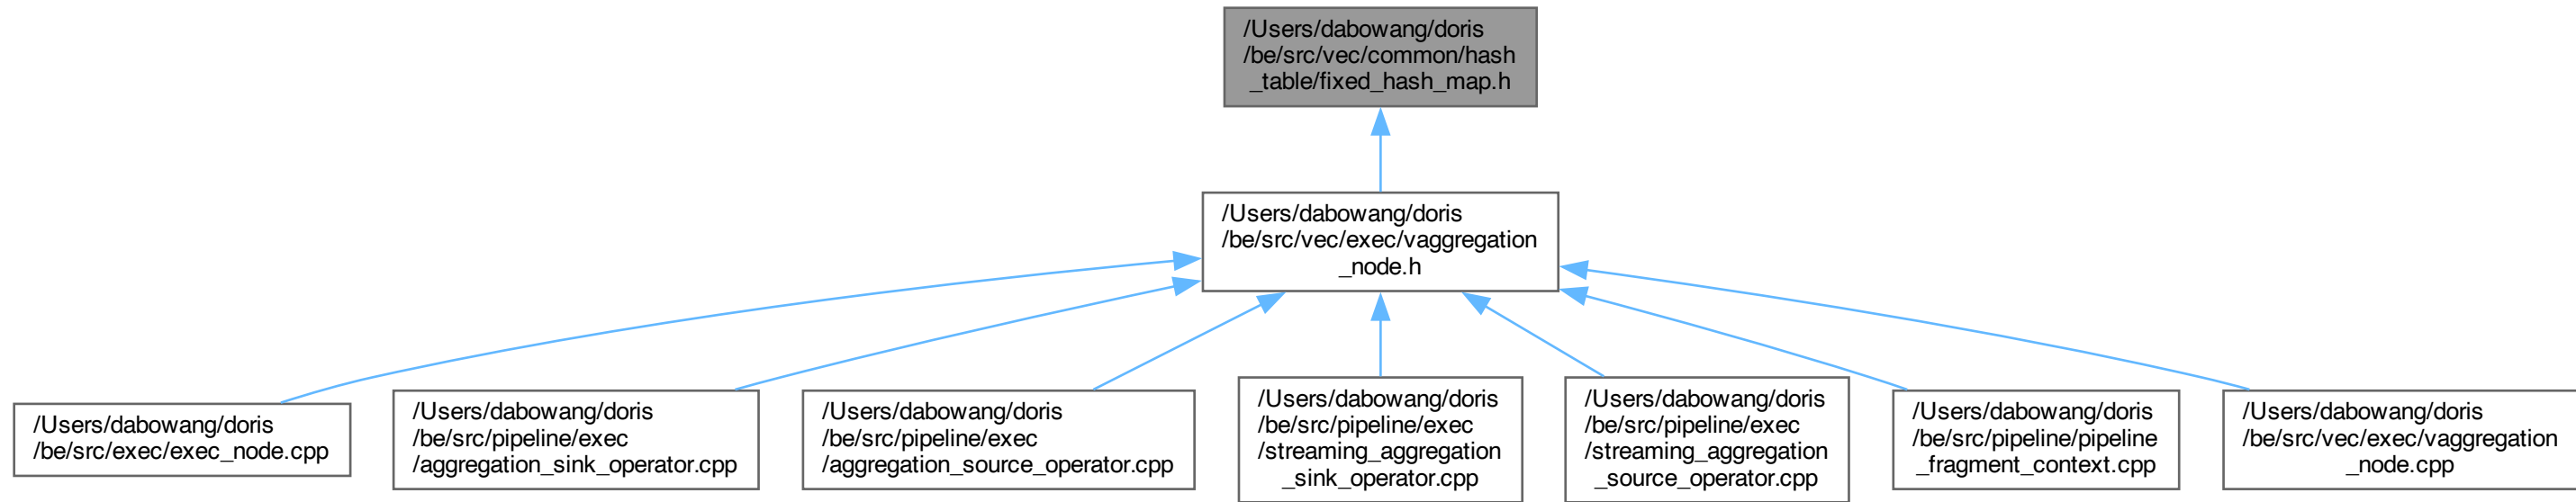 /Users/dabowang/doris
/be/src/vec/common/hash
_table/fixed_hash_map.h
/Users/dabowang/doris
/be/src/vec/exec/vaggregation
_node.h
/Users/dabowang/doris
/be/src/exec/exec_node.cpp
/Users/dabowang/doris
/be/src/pipeline/exec
/aggregation_sink_operator.cpp
/Users/dabowang/doris
/be/src/pipeline/exec
/aggregation_source_operator.cpp
/Users/dabowang/doris
/be/src/pipeline/exec
/streaming_aggregation
_sink_operator.cpp
/Users/dabowang/doris
/be/src/pipeline/exec
/streaming_aggregation
_source_operator.cpp
/Users/dabowang/doris
/be/src/pipeline/pipeline
_fragment_context.cpp
/Users/dabowang/doris
/be/src/vec/exec/vaggregation
_node.cpp